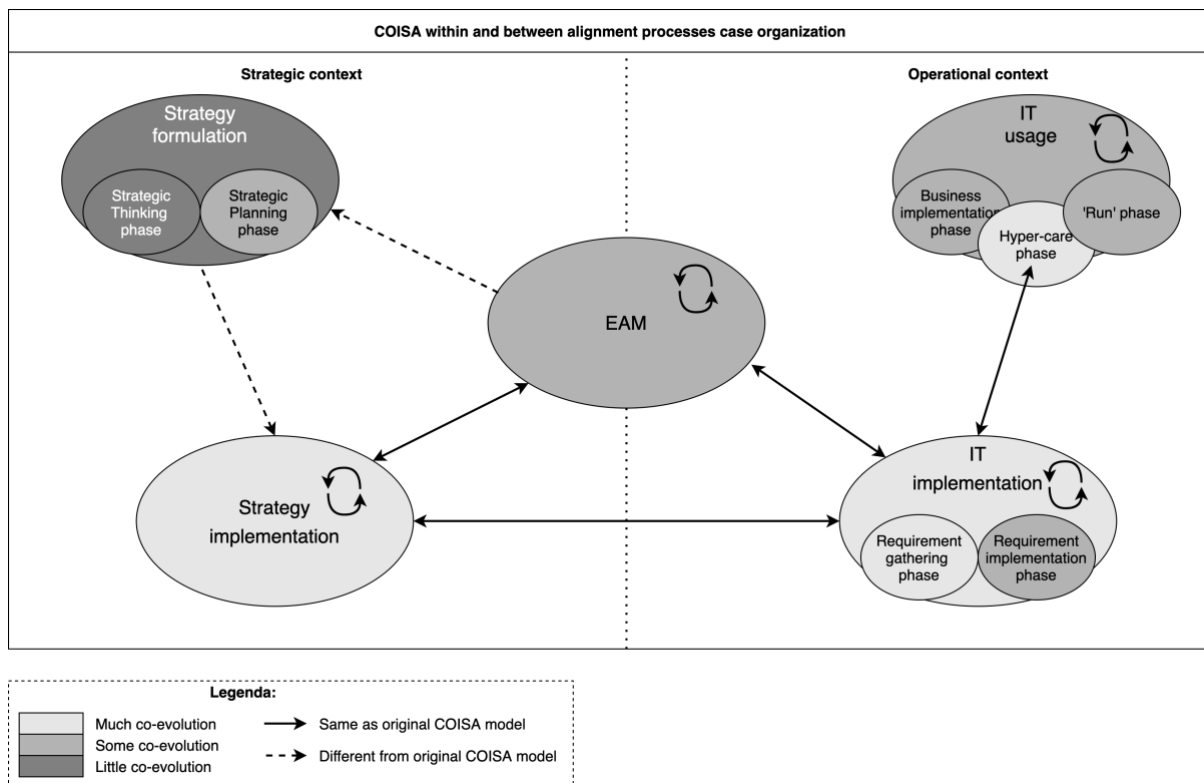 COISA within and between alignment processes case organization
Strategic context
Operational context
Strategy
formulation
Strategic
Thinking
phase
Strategic
Planning
phase
IT
usage
Business
implementation
phase
Hyper-care
phase
'Run' phase
EAM
Strategy
implementation
IT
implementation
Requirement
gathering
phase
Requirement
implementation
phase
Legenda:
Much co-evolution
Some co-evolution
Little co-evolution
Same as original COISA model
Different from original COISA model